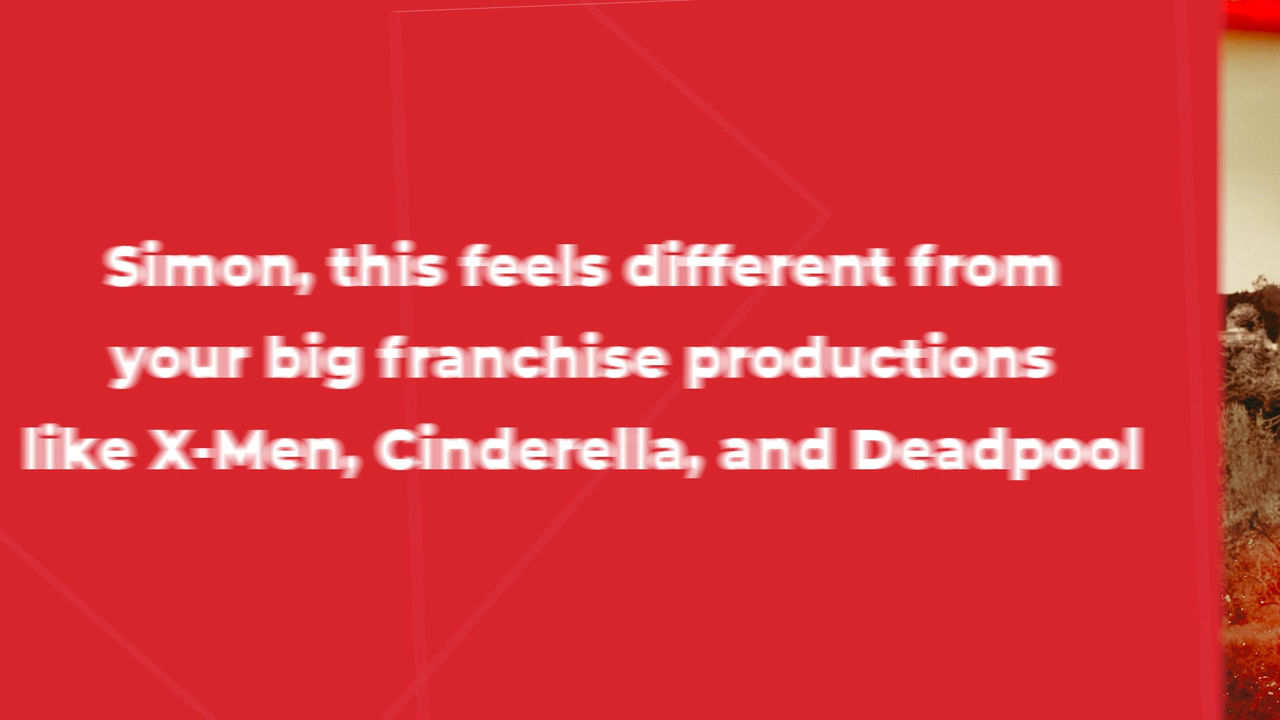 Simon, this feels different from
your big franchise productions
like X-Men, Cinderella, and Deadpool